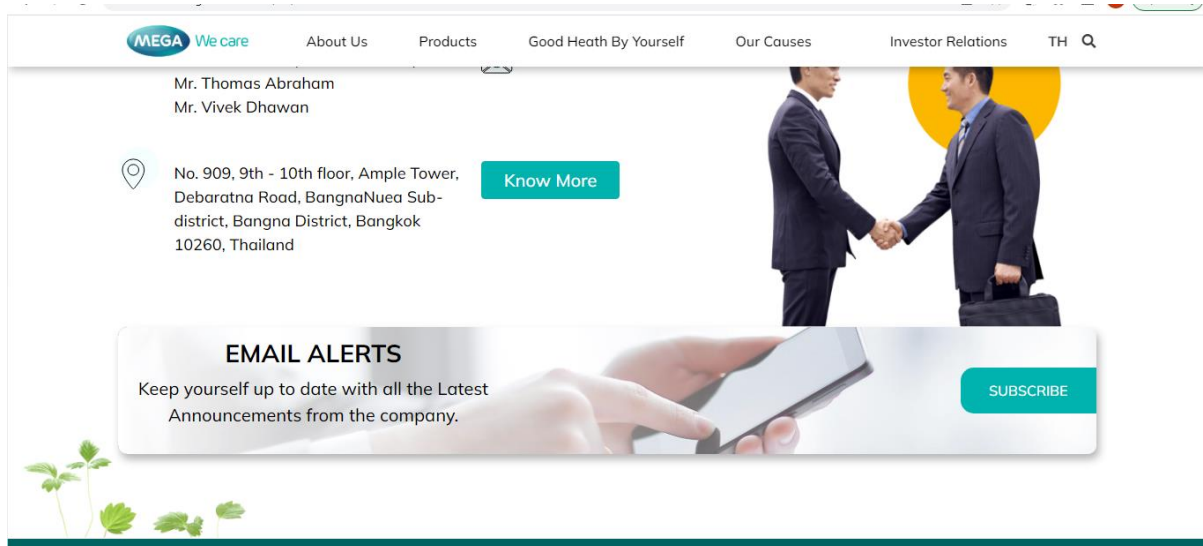 MEGA We care About Us Products Good Heath By Yourself Our Causes Investor Relations TH
Mr. Thomas Abraham
Mr. Vivek Dhawan
No. 909, 9th - 10th floor, Ample Tower,
Debaratna Road, BangnaNuea Sub-
district, Bangna District, Bangkok
10260, Thailand
Know More
EMAIL ALERTS
Keep yourself up to date with all the Latest
Announcements from the company.
SUBSCRIBE